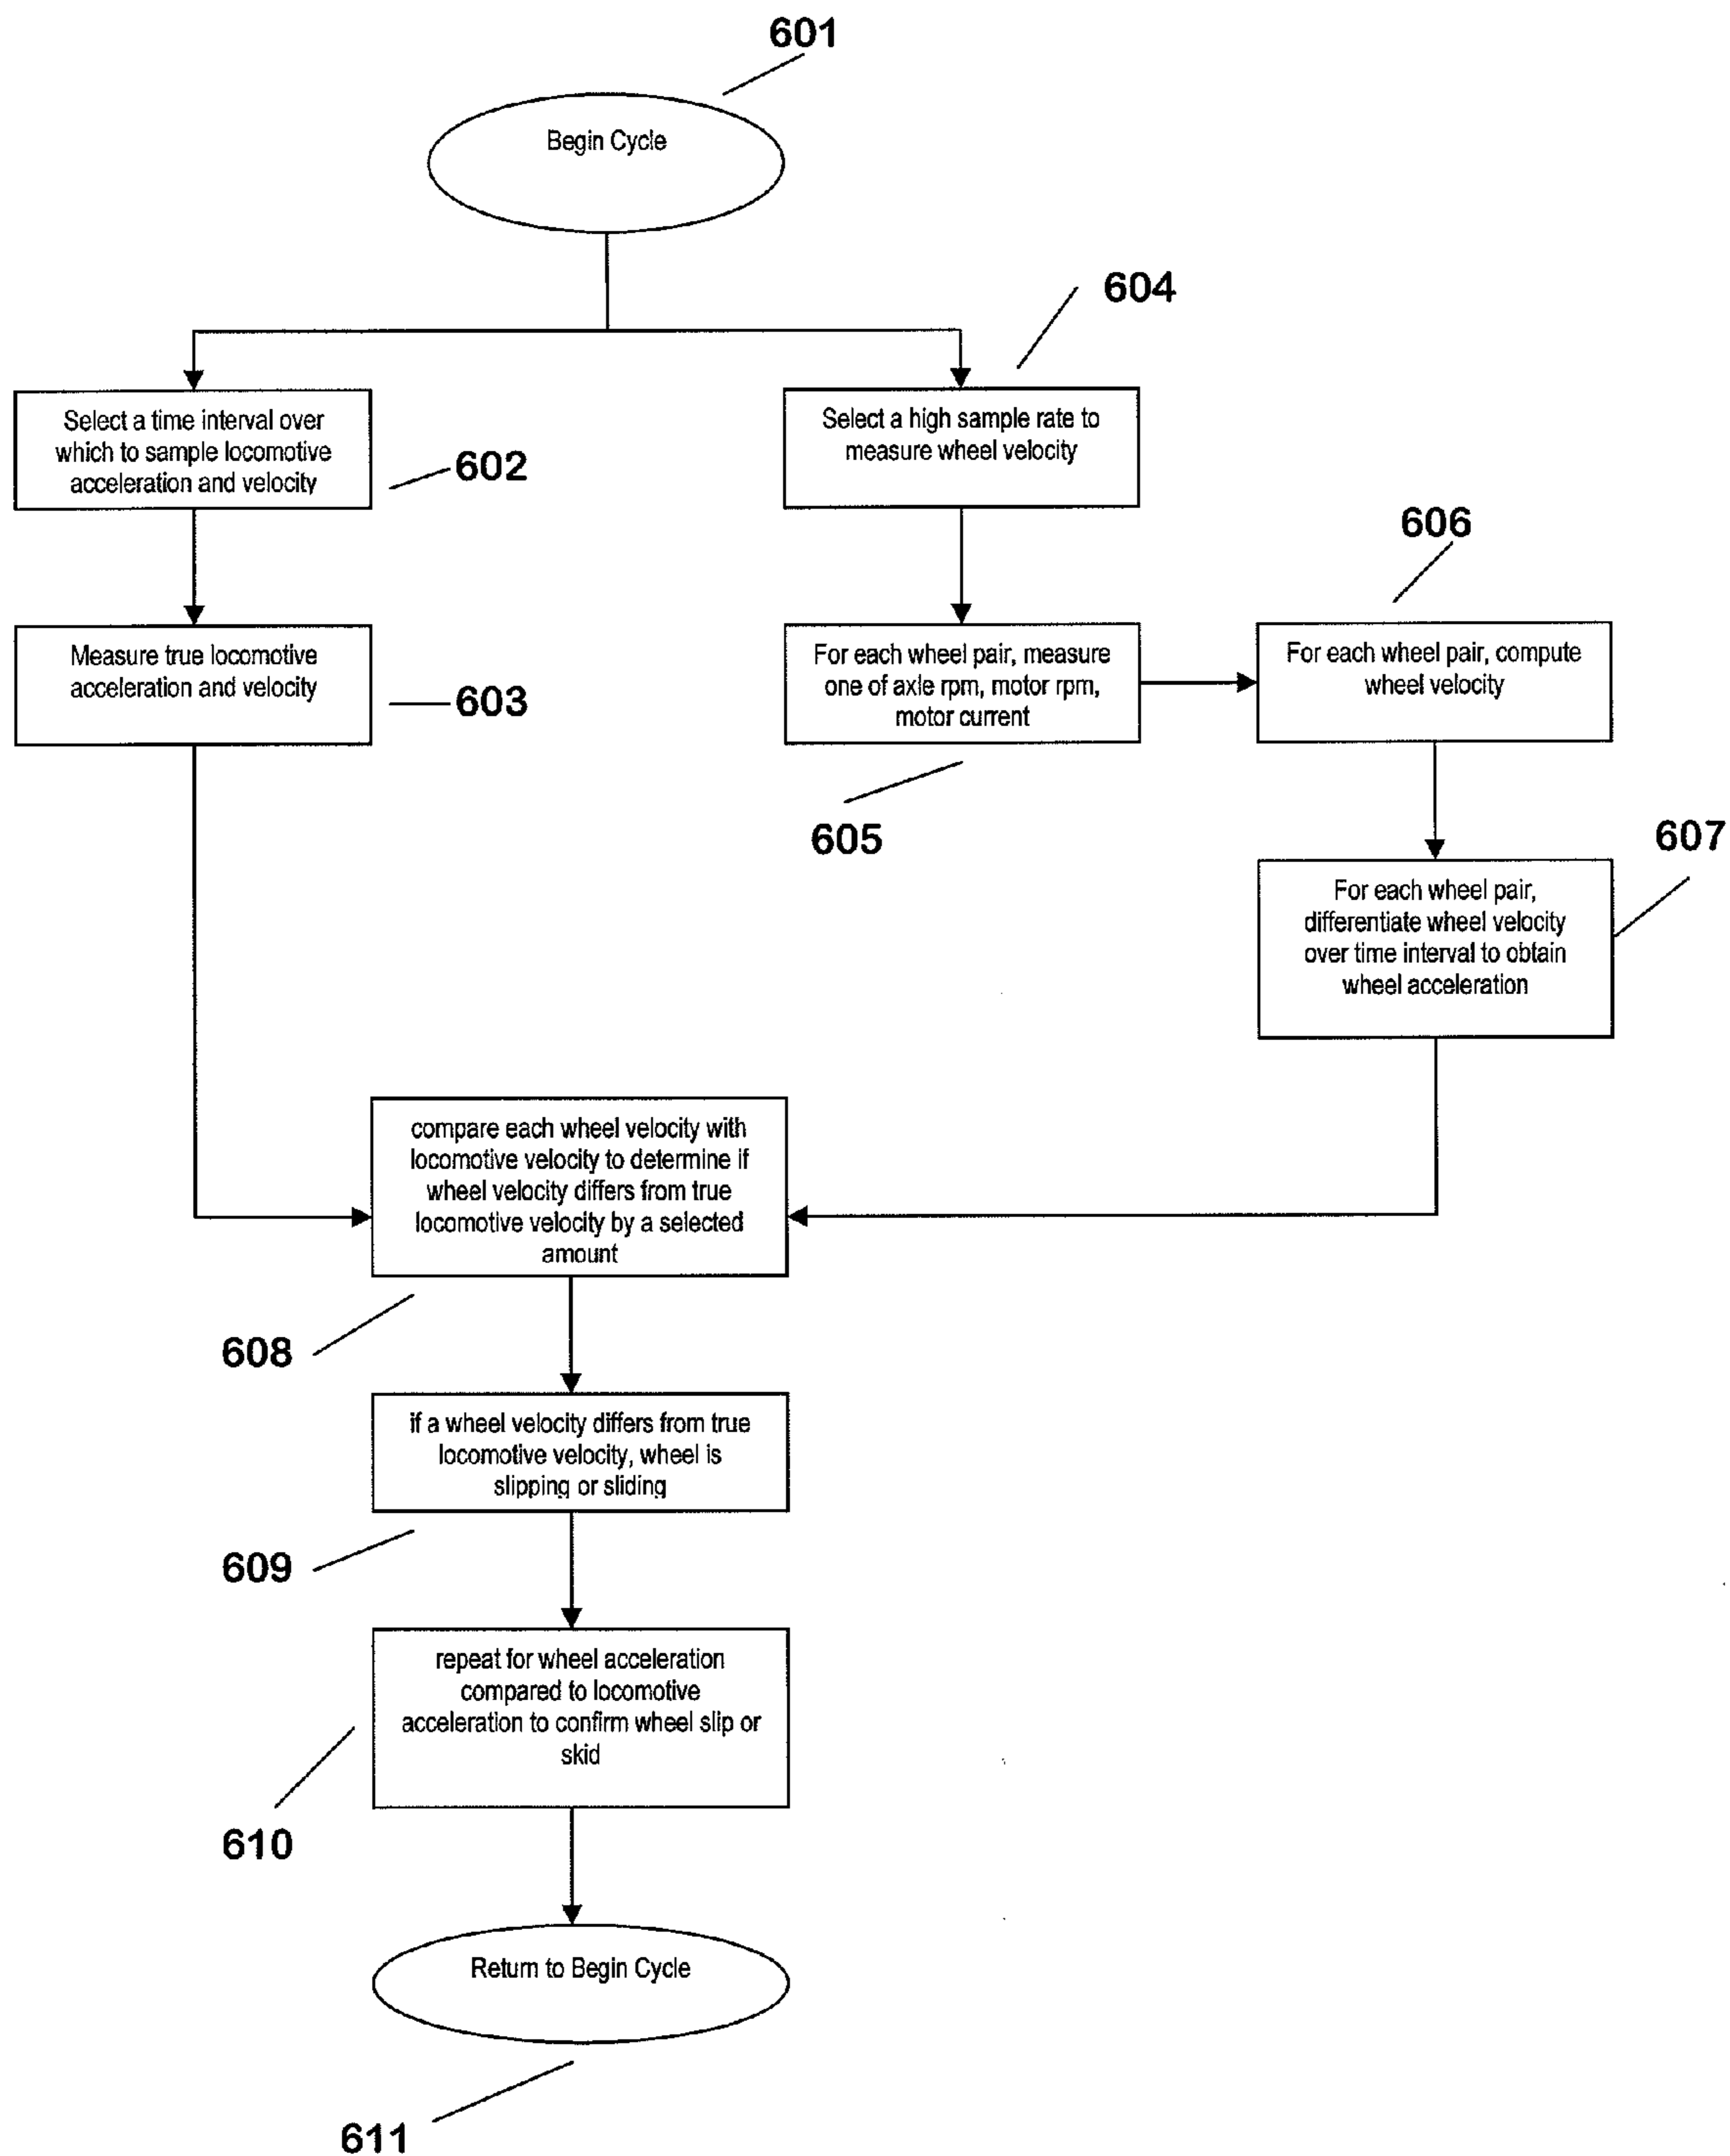 601
Begin Cycle
604
Select a time interval over
which to sample locomotive
acceleration and velocity
602
Select a high sample rate to
measure wheel velocity
606
Measure true locomotive
acceleration and velocity
603
For each wheel pair, measure
one of axle rpm, motor rpm,
motor current
605
For each wheel pair, compute
wheel velocity
607
For each wheel pair,
differentiate wheel velocity
over time interval to obtain
wheel acceleration
compare each wheel velocity with
locomotive velocity to determine if
wheel velocity differs from true
locomotive velocity by a selected
amount
608
if a wheel velocity differs from true
locomotive velocity, wheel is
slipping or sliding
609
repeat for wheel acceleration
compared to locomotive
acceleration to confirm wheel slip or
skid
610
Return to Begin Cycle
611